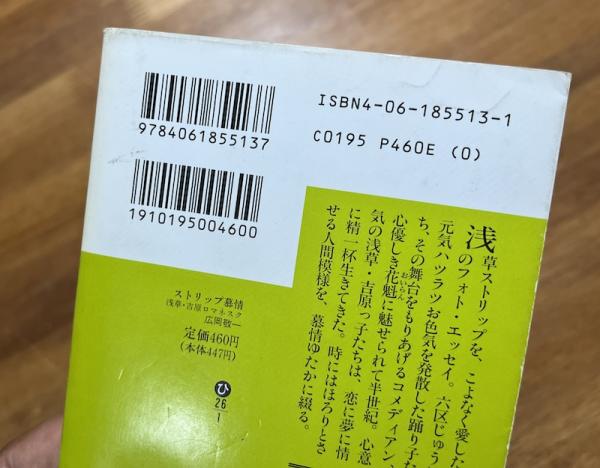 9784061855137
ISBN4-06-185513-1
C0195 P460E (0)
1910195004600
浅草ストリップを、こよなく愛した
のフォト・エッセイ。六区じゅう
元気ハツラツお色気を発散した踊り子た
ち、その舞台をもりあげるコメディアン、
心優しき花魁に魅せられて半世紀。心意
おいらん
気の浅草・吉原っ子たちは、恋に夢に情
に精一杯生きてきた。時にはほろりとさ
せる人間模様を、慕情ゆたかに綴る。
ストリップ慕情
浅草・吉原ロマネスク
広岡敬一
定価460円
(本体447円)
ひ
26
1